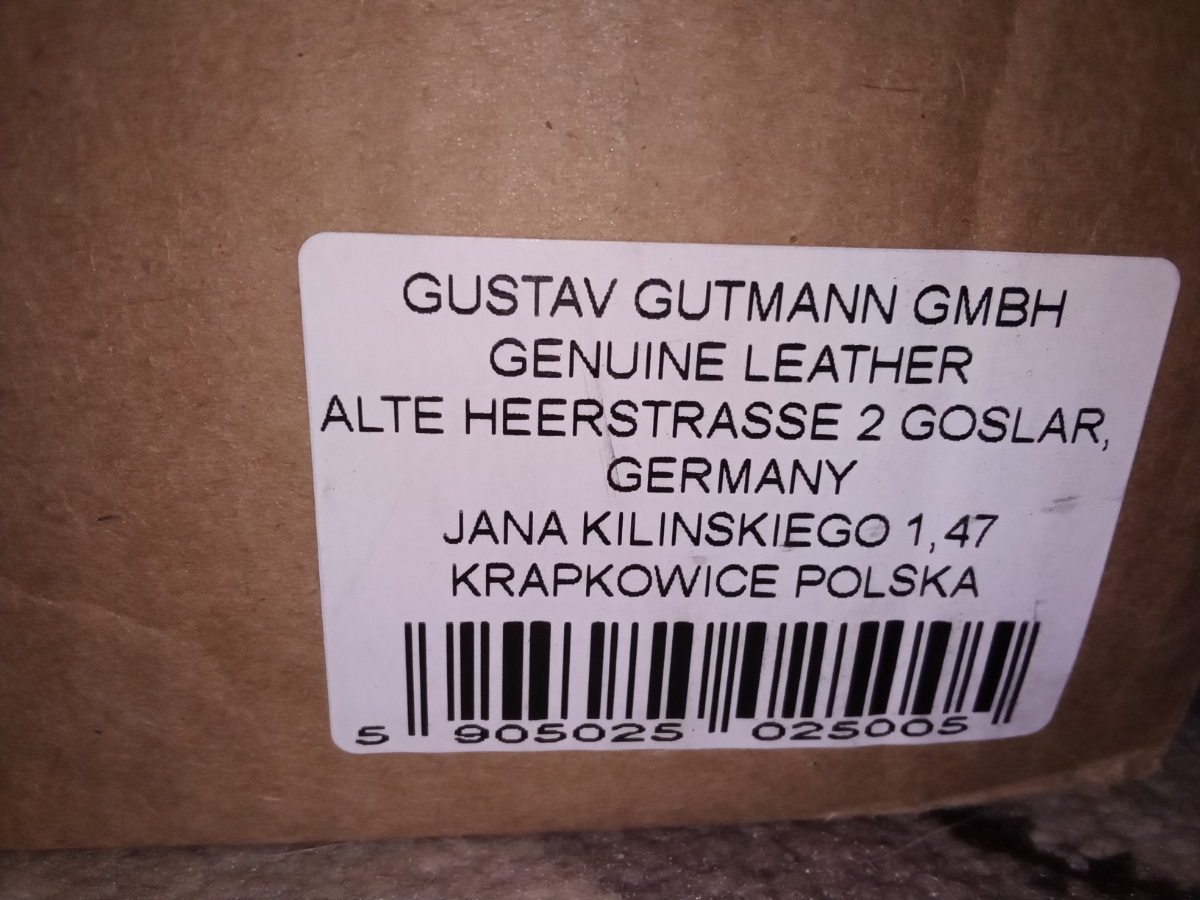 GUSTAV GUTMANN GMBH
GENUINE LEATHER
ALTE HEERSTRASSE 2 GOSLAR,
GERMANY
JANA KILINSKIEGO 1,47
KRAPKOWICE POLSKA
5 905025 025005